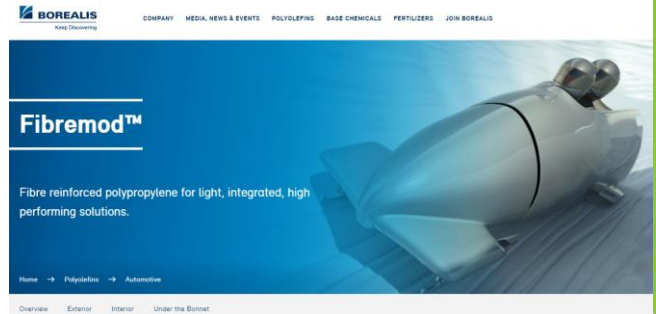 BOREALIS
Keep Discovering
COMPANY MEDIA, NEWS & EVENTS POLYOLEFINS BASE CHEMICALS FERTILIZERS JOIN BOREALIS
Fibremod™
Fibre reinforced polypropylene for light, integrated, high
performing solutions.
Home → Polyolefins → Automotive
Overview Exterior Interior Under the Bonnet